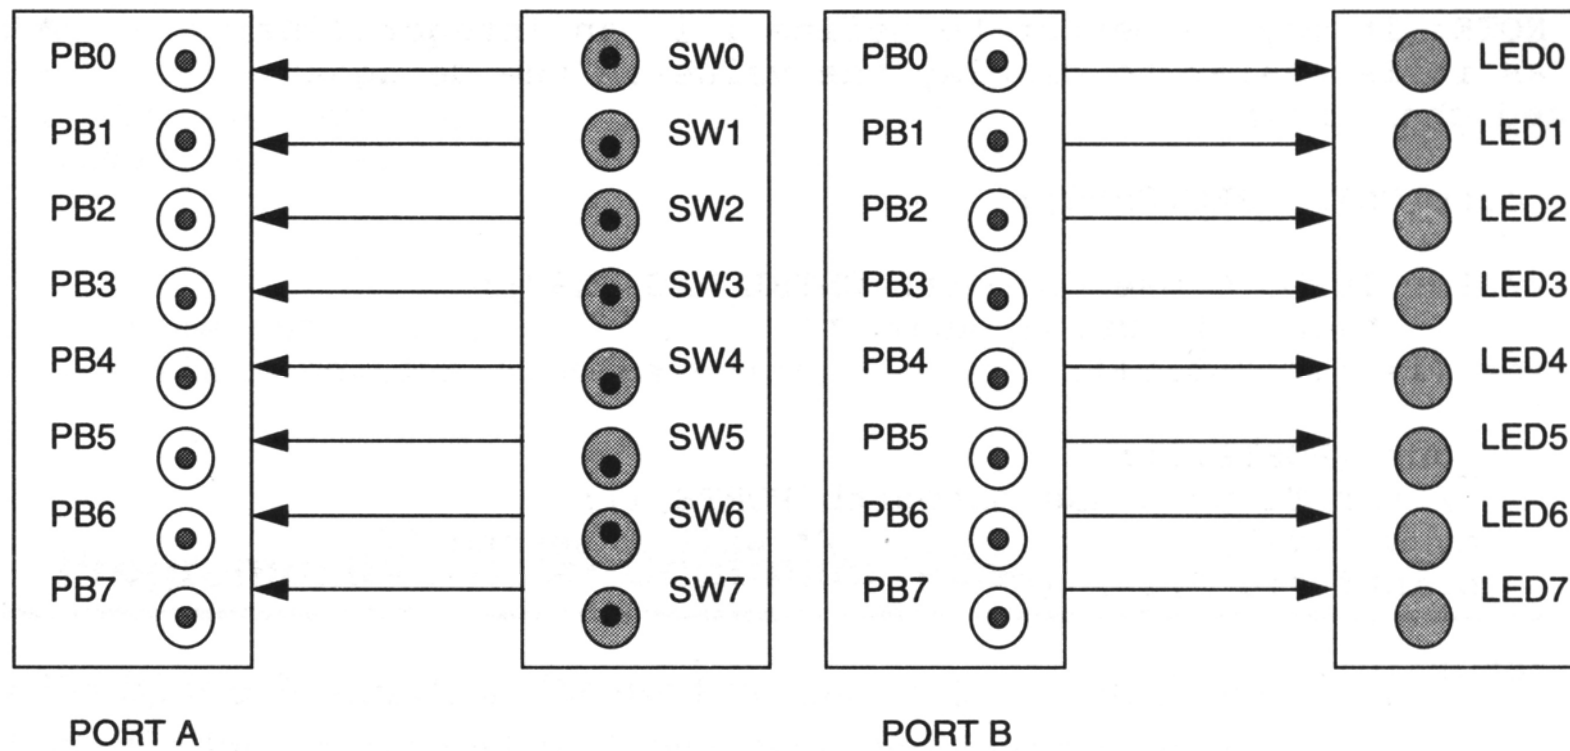 PB0 SW0 PB0 LED0
PB1 SW1 PB1 LED1
PB2 SW2 PB2 LED2
PB3 SW3 PB3 LED3
PB4 SW4 PB4 LED4
PB5 SW5 PB5 LED5
PB6 SW6 PB6 LED6
PB7 SW7 PB7 LED7
PORT A PORT B